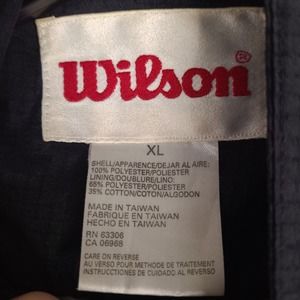 Wilson®
XL
SHELL/APPARENCE/DEJAR AL AIRE:
100% POLYESTER/POLIESTER
LINING/DOUBLURE/LINO:
65% POLYESTER/POLIESTER
35% COTTON/COTON/ALGODON
MADE IN TAIWAN
FABRIQUE EN TAIWAN
HECHO EN TAIWAN
RN 63306
CA 06968
CARE ON REVERSE
AU VERSO POUR METHODE DE TRAITEMENT
INSTRUCCIONES DE CUIDADO AL REVERSO